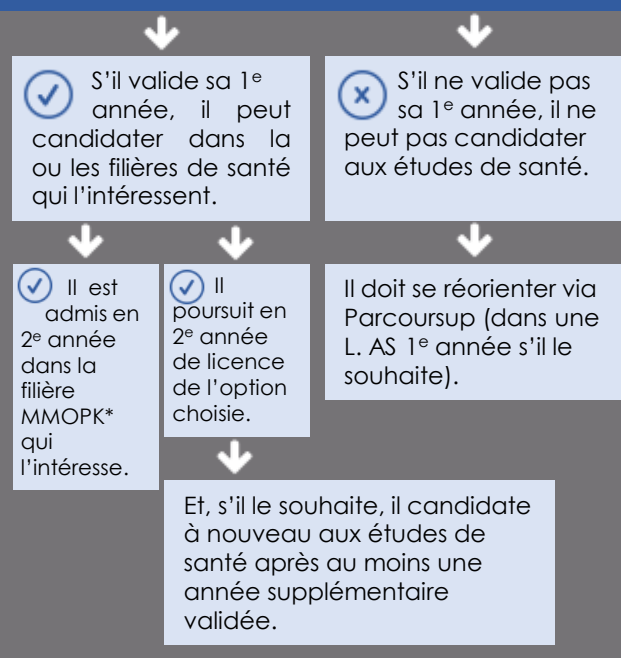 S'il valide sa 1e
année, il peut
candidater dans la
ou les filières de santé
qui l'intéressent.
S'il ne valide pas
sa 1e année, il ne
peut pas candidater
aux études de santé.
Il est
admis en
2e année
dans la
filière
MMOPK*
qui
l'intéresse.
Il
poursuit en
2e année
de licence
de l'option
choisie.
Il doit se réorienter via
Parcoursup (dans une
L. AS 1e année s'il le
souhaite).
Et, s'il le souhaite, il candidate
à nouveau aux études de
santé après au moins une
année supplémentaire
validée.